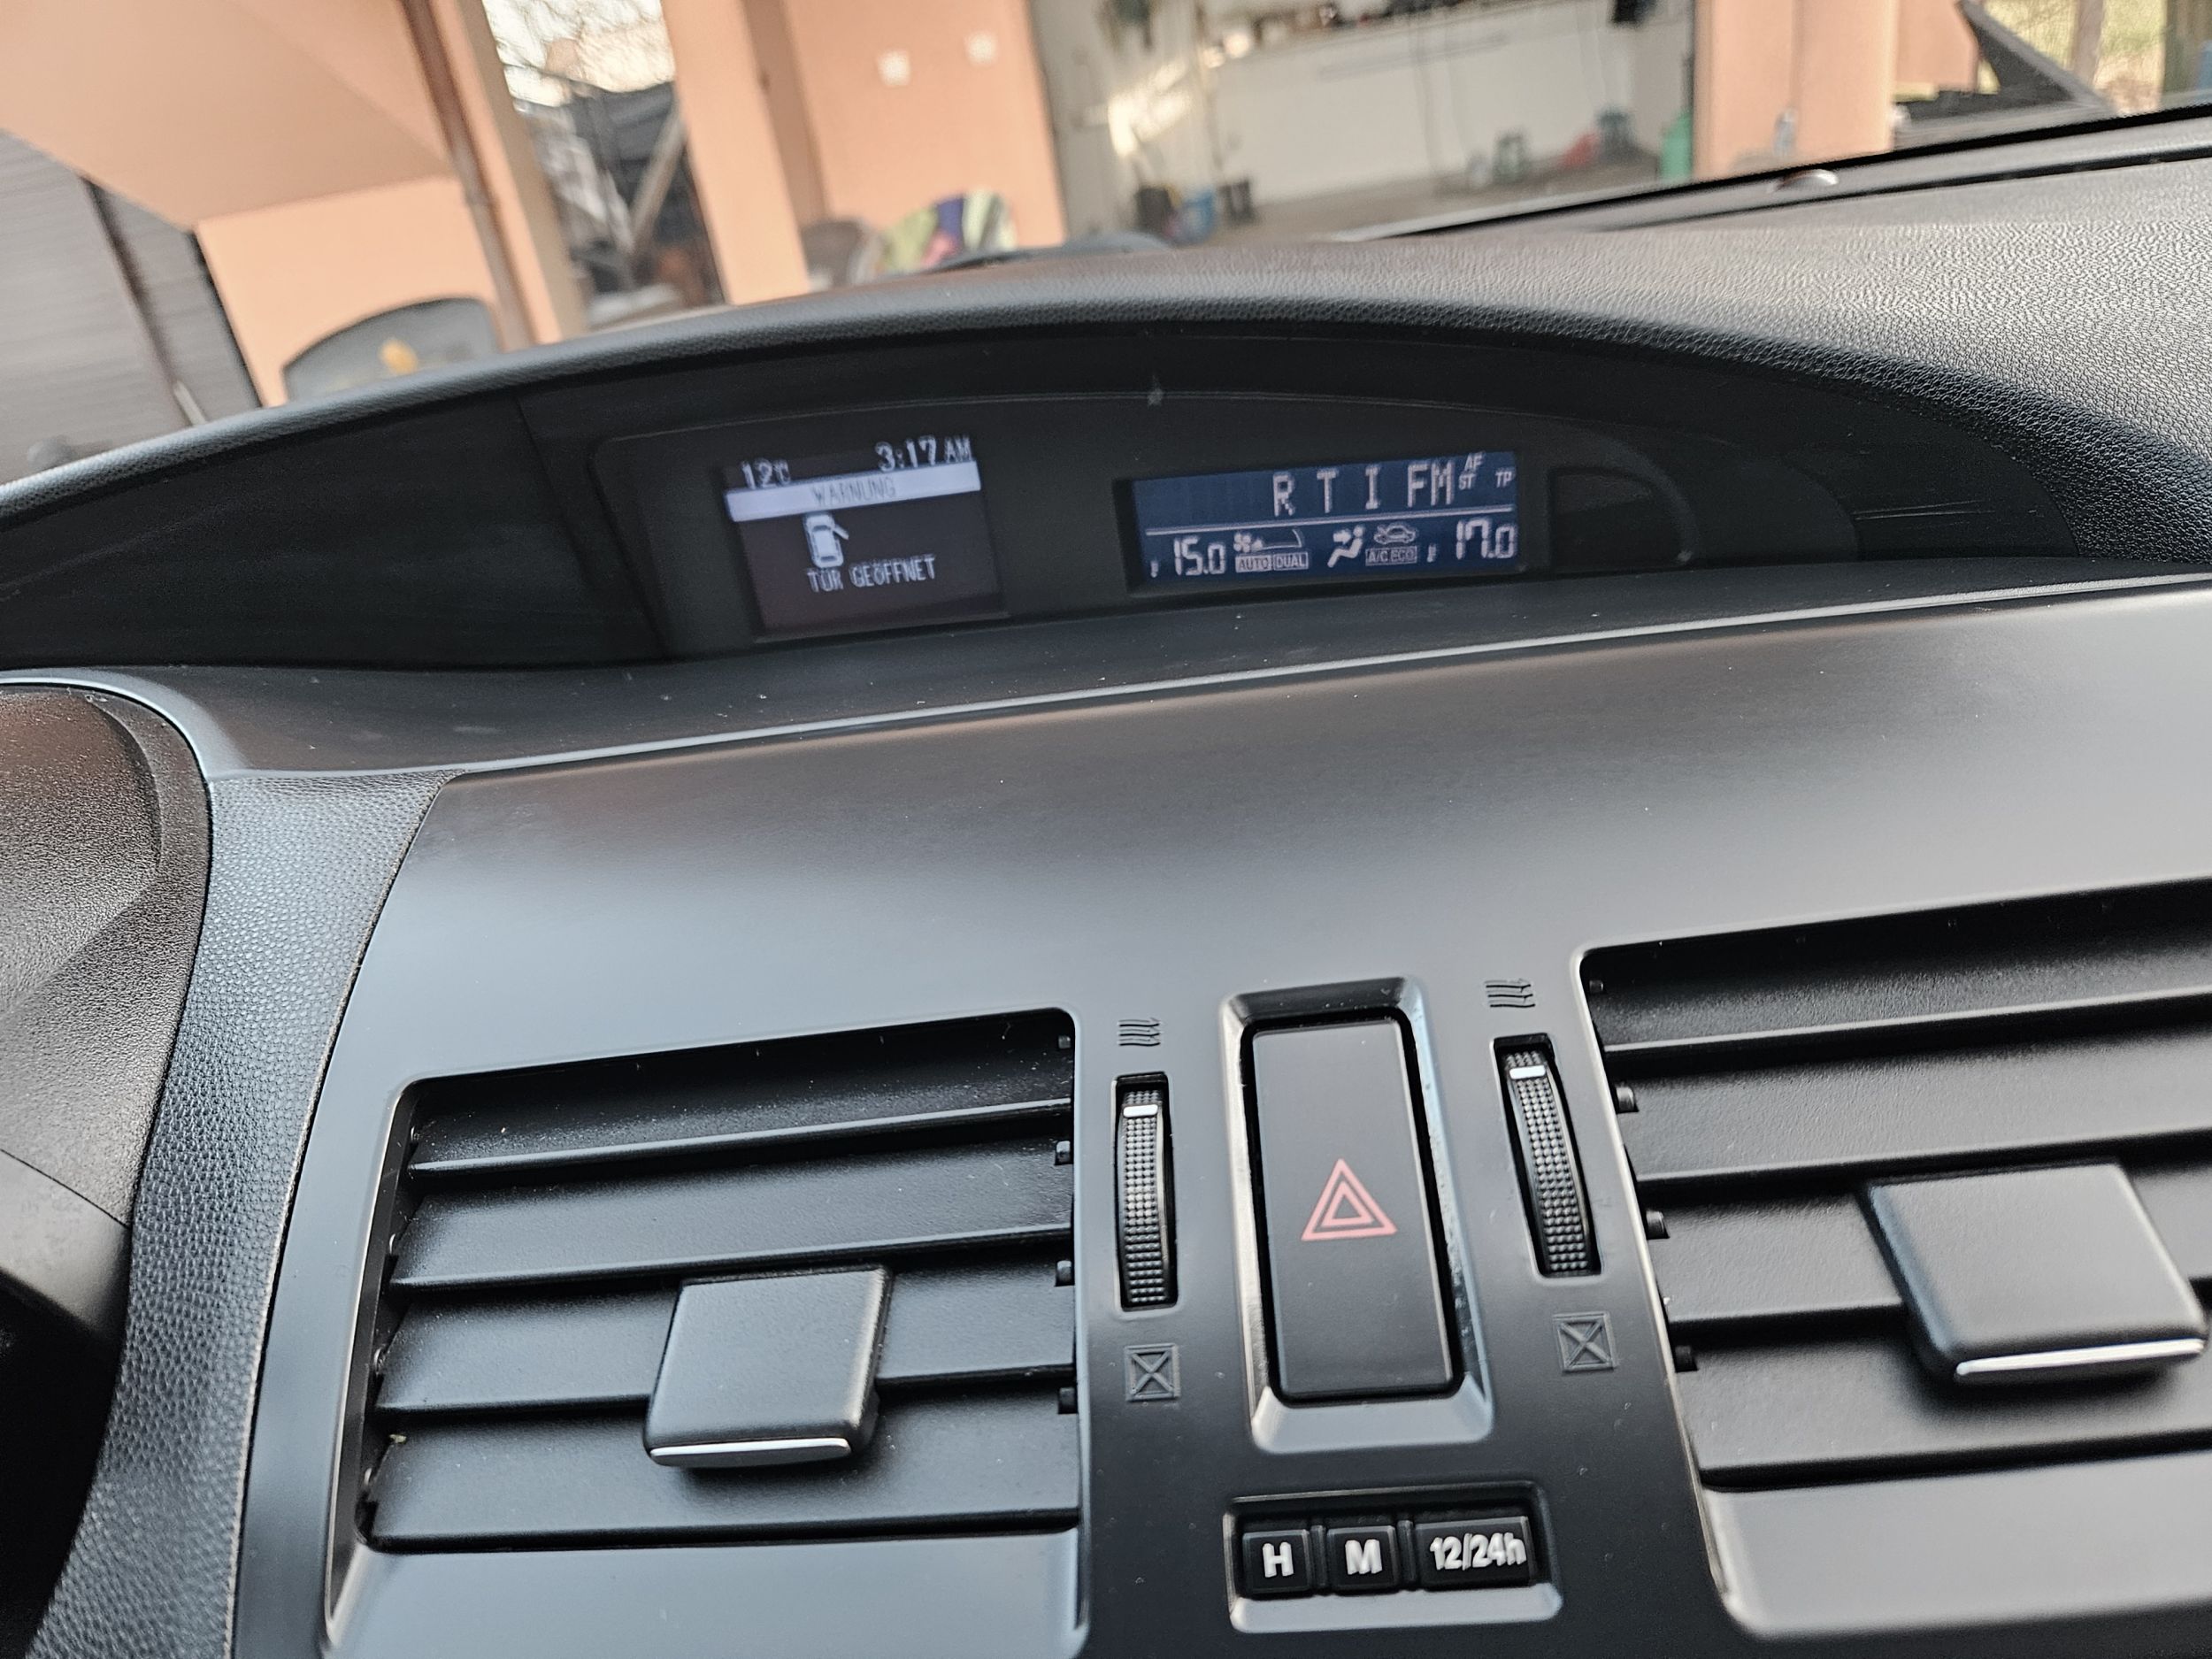 12°C 3:17 AM
WARNUNG
TÜR GEÖFFNET
R T I FM AF ST TP
15.0 AUTO DUAL A/C ECO 17.0
H M 12/24h